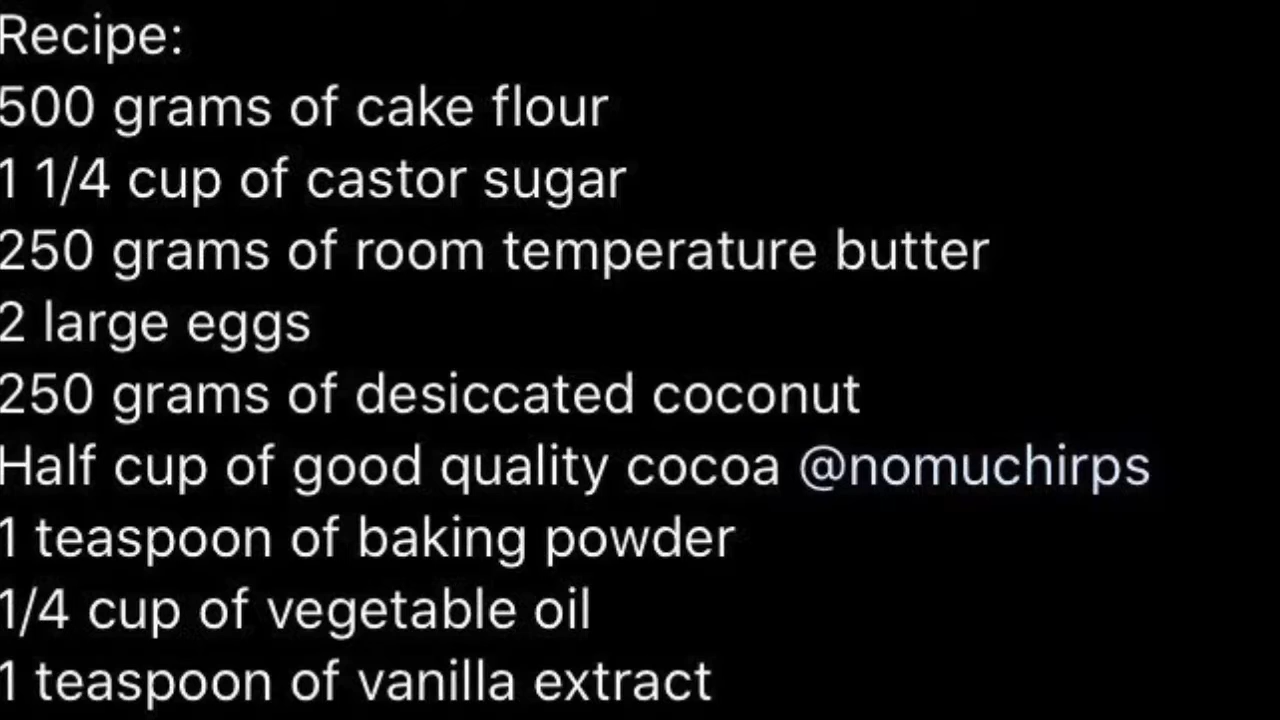 Recipe:
500 grams of cake flour
1 1/4 cup of castor sugar
250 grams of room temperature butter
2 large eggs
250 grams of desiccated coconut
Half cup of good quality cocoa @nomuchirps
1 teaspoon of baking powder
1/4 cup of vegetable oil
1 teaspoon of vanilla extract